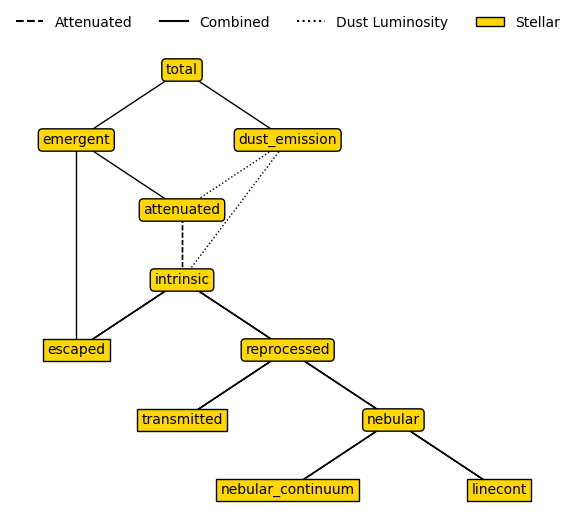 Attenuated Combined Dust Luminosity Stellar
total
emergent dust_emission
attenuated
intrinsic
escaped reprocessed
transmitted nebular
nebular_continuum linecont